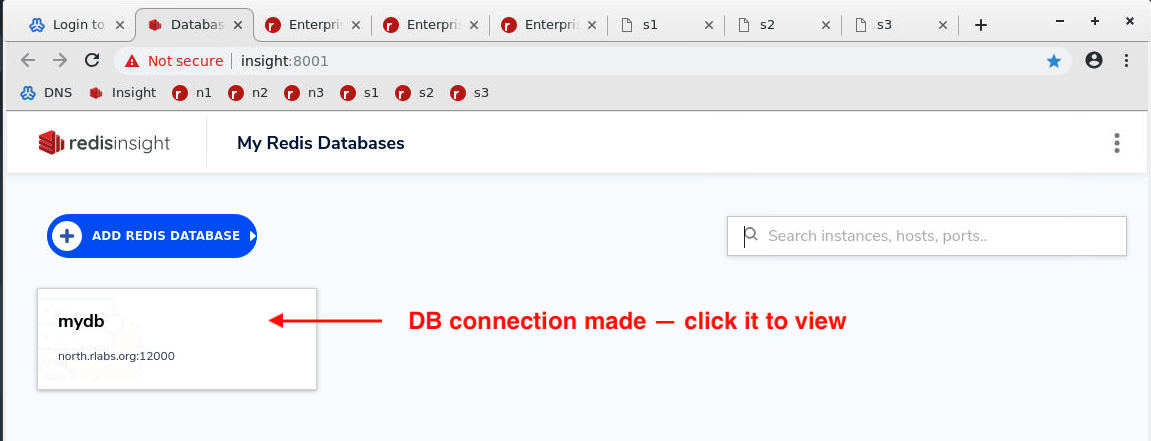 Login to
Databas
Enterpris
Enterpris
Enterpris
s1
s2
s3
Not secure
insight:8001
DNS
Insight
n1
n2
n3
s1
s2
s3
redisinsight
My Redis Databases
ADD REDIS DATABASE
Search instances, hosts, ports..
mydb
DB connection made — click it to view
north.rlabs.org:12000